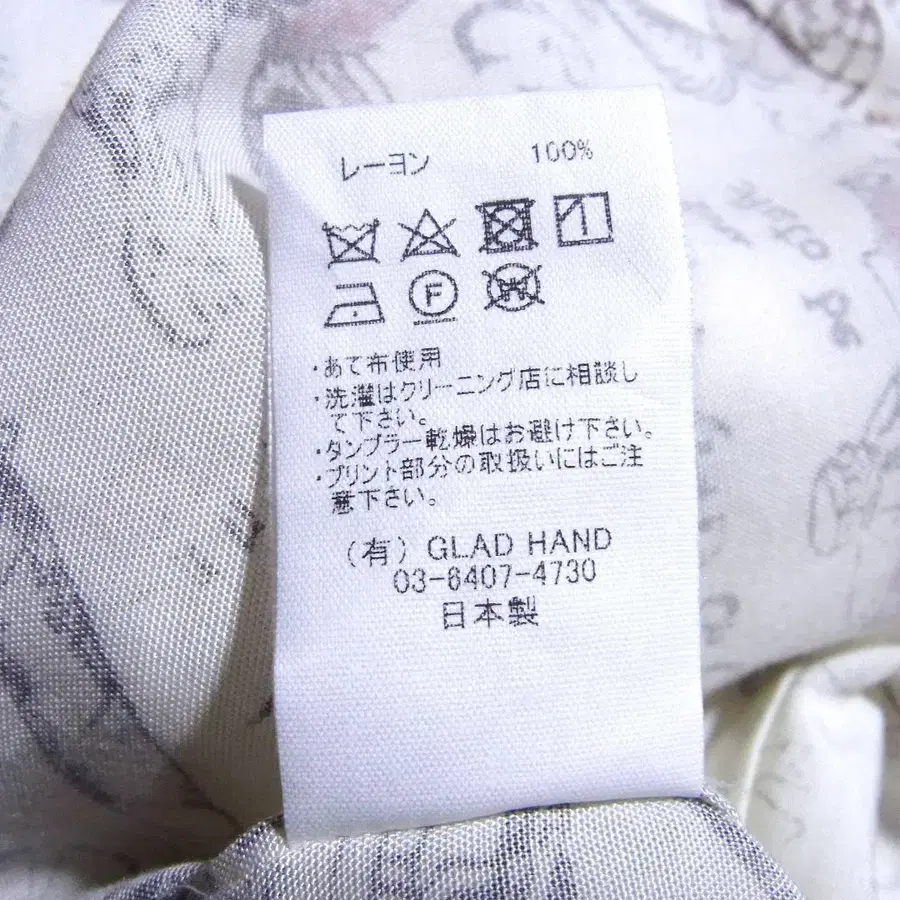 レーヨン 100%
F
W
・あて布使用
・洗濯はクリーニング店に相談し
て下さい。
・タンブラー乾燥はお避け下さい。
・プリント部分の取扱いにはご注
意下さい。
(有) GLAD HAND
03-6407-4730
日本製